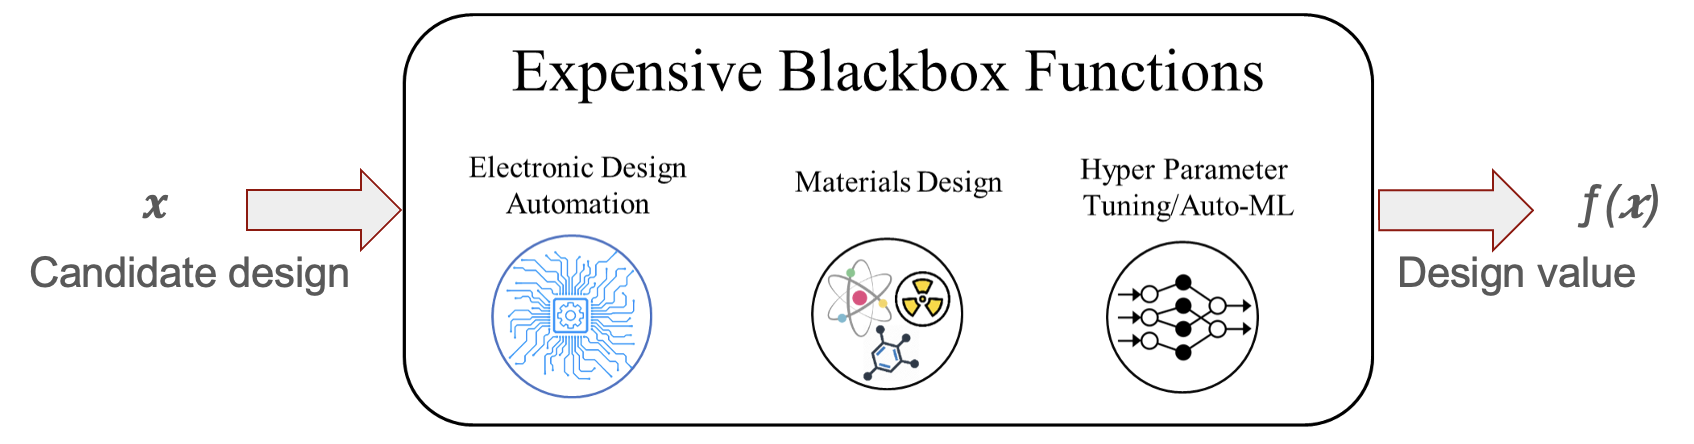 Expensive Blackbox Functions
Electronic Design
Automation
Materials Design
Hyper Parameter
Tuning/Auto-ML
x
Candidate design
f(x)
Design value